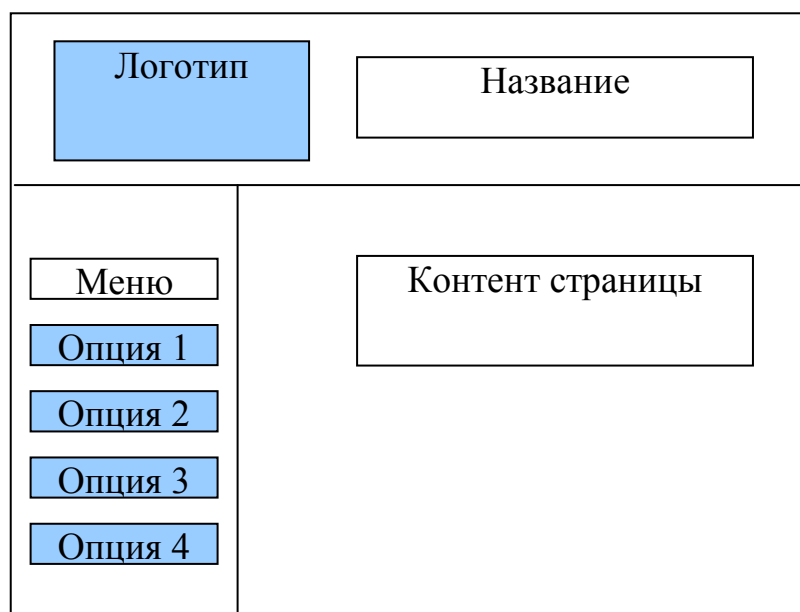 Логотип
Название
Меню
Опция 1
Опция 2
Опция 3
Опция 4
Контент страницы